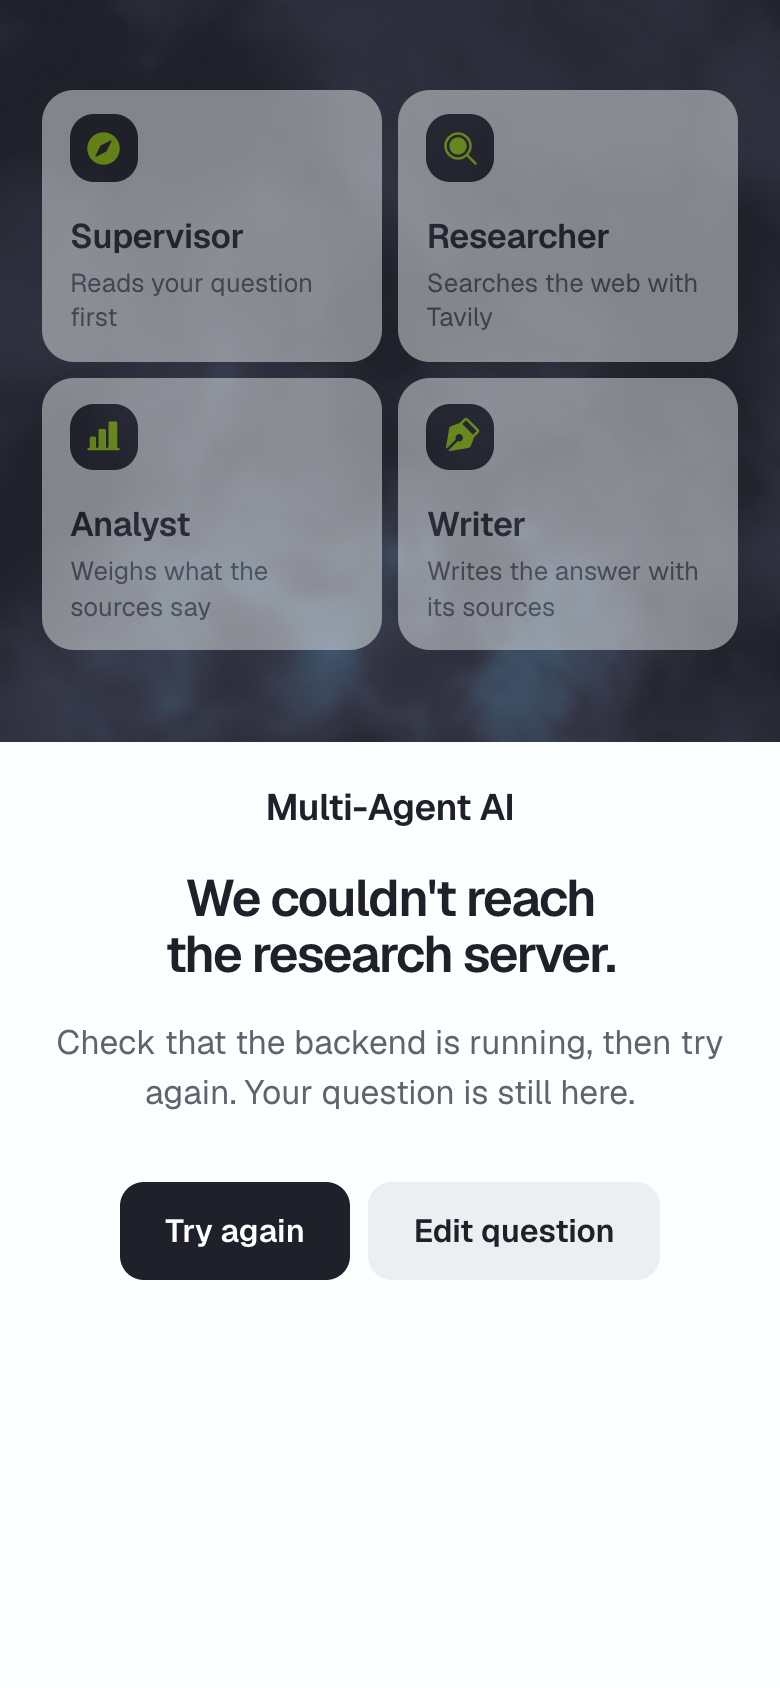 Supervisor
Reads your question
first
Researcher
Searches the web with
Tavily
Analyst
Weighs what the
sources say
Writer
Writes the answer with
its sources
Multi-Agent AI
We couldn't reach
the research server.
Check that the backend is running, then try
again. Your question is still here.
Try again
Edit question